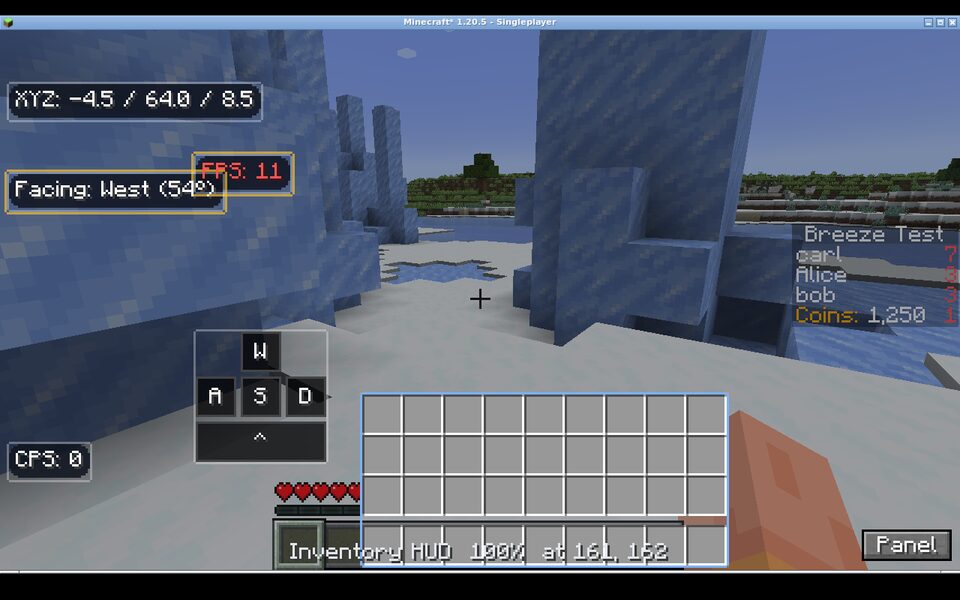 Minecraft* 1.20.5 - Singleplayer
XYZ: -4.5 / 64.0 / 8.5
FPS: 11
Facing: West (54º)
Breeze Test
carl 7
Alice
bob 3
Coins: 1,250 1
W
A S D
^
CPS: 0
Inventory HUD 100% at 161, 162
Panel